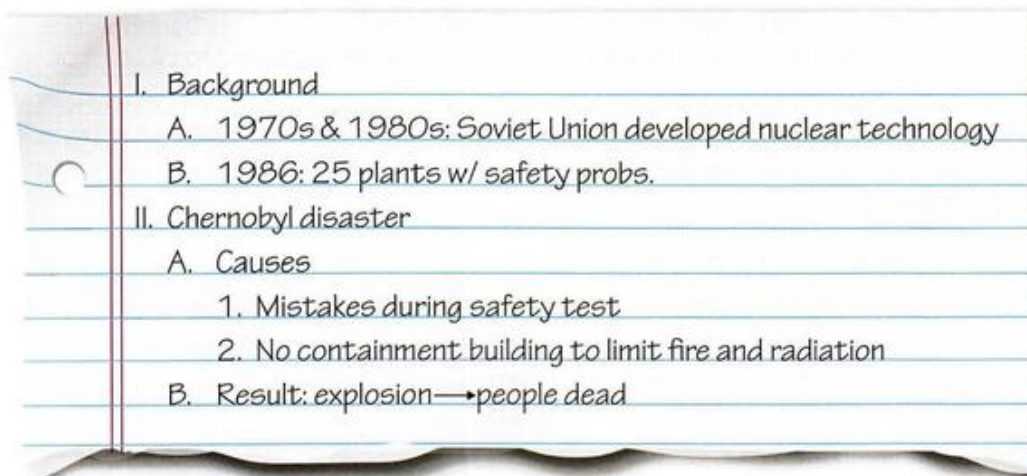 I. Background
A. 1970s & 1980s: Soviet Union developed nuclear technology
B. 1986: 25 plants w/ safety probs.
II. Chernobyl disaster
A. Causes
1. Mistakes during safety test
2. No containment building to limit fire and radiation
B. Result: explosion→people dead